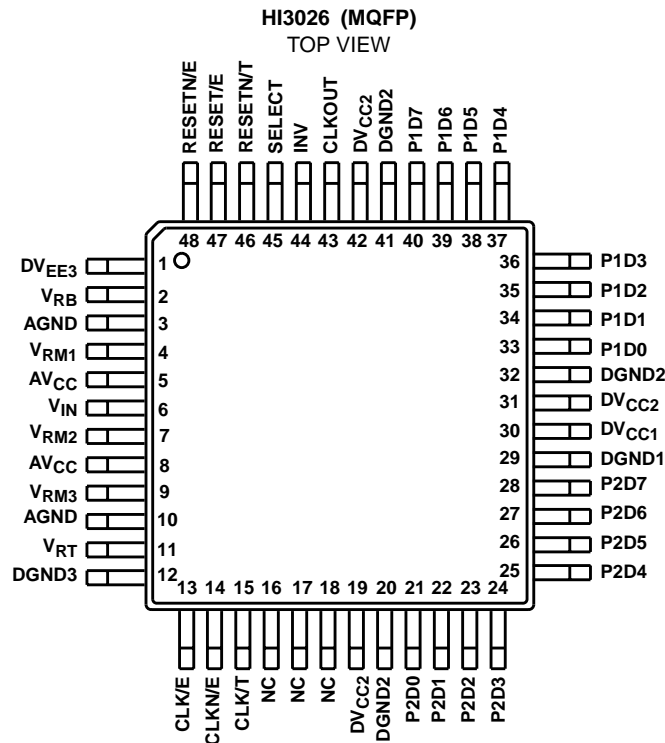 HI3026 (MQFP)
TOP VIEW
RESETN/E
RESET/E
RESETN/T
SELECT
INV
CLKOUT
DVCC2
DGND2
P1D7
P1D6
P1D5
P1D4
48 47 46 45 44 43 42 41 40 39 38 37
DVEE3 1
VRB 2
AGND 3
VRM1 4
AVCC 5
VIN 6
VRM2 7
AVCC 8
VRM3 9
AGND 10
VRT 11
DGND3 12
36 P1D3
35 P1D2
34 P1D1
33 P1D0
32 DGND2
31 DVCC2
30 DVCC1
29 DGND1
28 P2D7
27 P2D6
26 P2D5
25 P2D4
13 14 15 16 17 18 19 20 21 22 23 24
CLK/E
CLKN/E
CLK/T
NC
NC
NC
DVCC2
DGND2
P2D0
P2D1
P2D2
P2D3